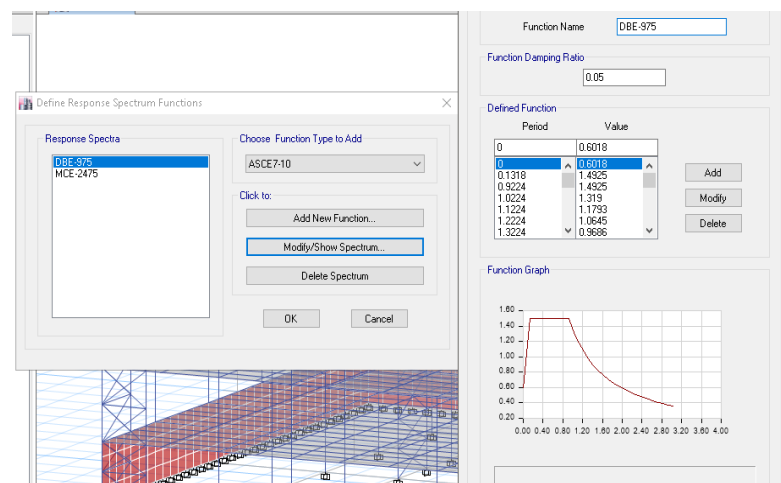 Define Response Spectrum Functions
Response Spectra
DBE-975
MCE-2475
Choose Function Type to Add
ASCE7-10
Click to:
Add New Function...
Modify/Show Spectrum...
Delete Spectrum
OK
Cancel
Function Name
DBE-975
Function Damping Ratio
0.05
Defined Function
Period Value
0 0.6018
0 0.6018
0.1318 1.4925
0.9224 1.4925
1.0224 1.319
1.1224 1.1793
1.2224 1.0645
1.3224 0.9686
Add
Modify
Delete
Function Graph
1.60
1.40
1.20
1.00
0.80
0.60
0.40
0.20
0.00 0.40 0.80 1.20 1.60 2.00 2.40 2.80 3.20 3.60 4.00